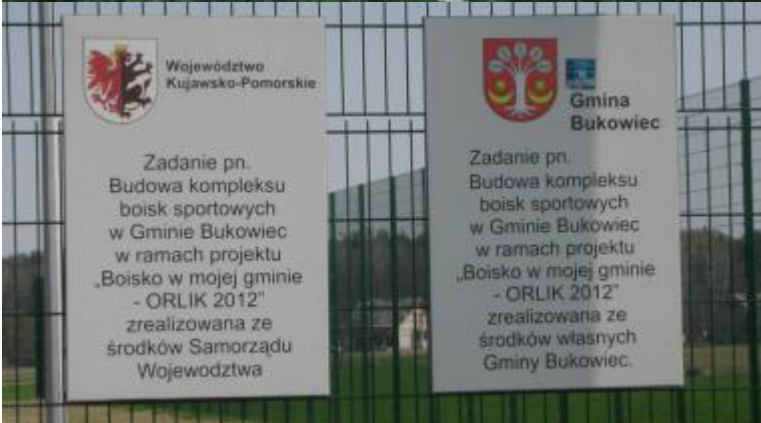 Województwo
Kujawsko-Pomorskie
Zadanie pn.
Budowa kompleksu
boisk sportowych
w Gminie Bukowiec
w ramach projektu
„Boisko w mojej gminie
- ORLIK 2012"
zrealizowana ze
środków Samorządu
Wojewodztwa
Gmina
Bukowiec
Zadanie pn.
Budowa kompleksu
boisk sportowych
w Gminie Bukowiec
w ramach projektu
„Boisko w mojej gminie
- ORLIK 2012"
zrealizowana ze
środków własnych
Gminy Bukowiec.